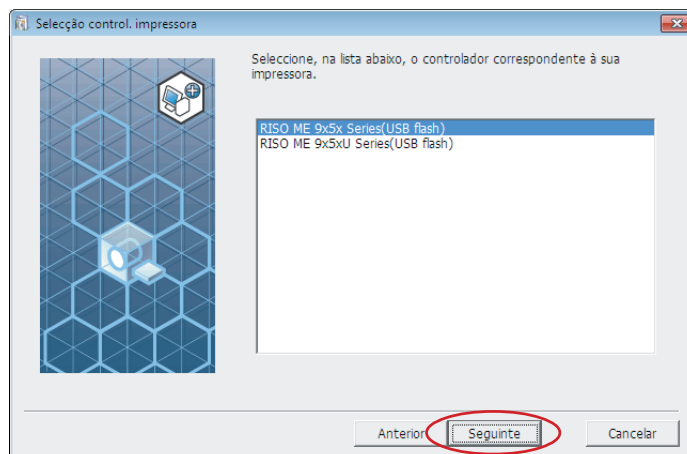 Selecção control. impressora
Seleccione, na lista abaixo, o controlador correspondente à sua
impressora.
RISO ME 9x5x Series(USB flash)
RISO ME 9x5xU Series(USB flash)
Anterior Seguinte Cancelar